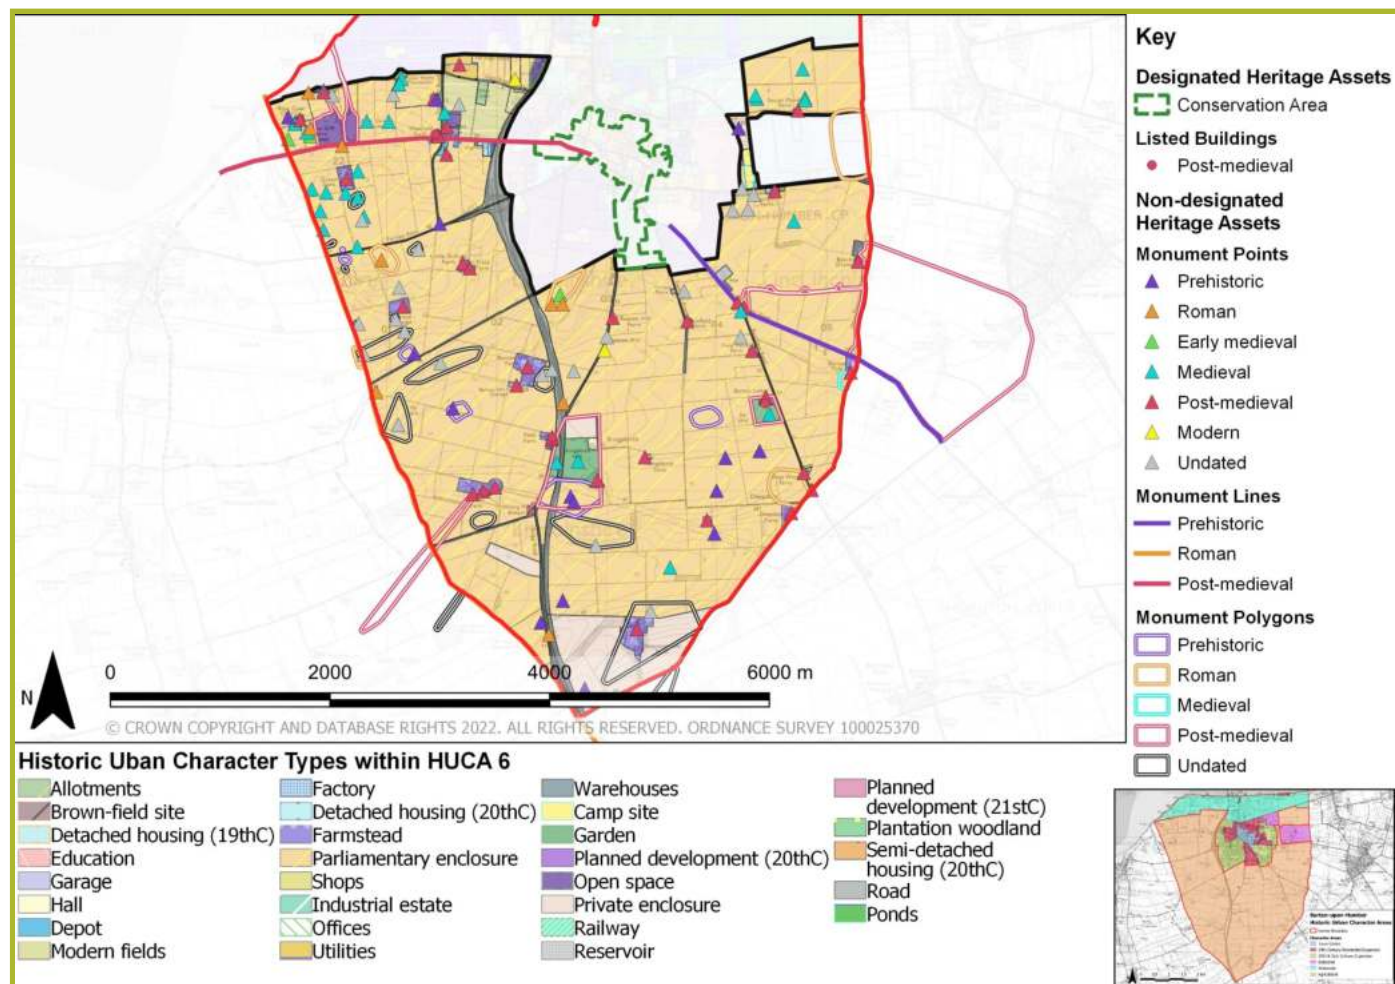 Key
Designated Heritage Assets
Conservation Area
Listed Buildings
Post-medieval
Non-designated
Heritage Assets
Monument Points
Prehistoric
Roman
Early medieval
Medieval
Post-medieval
Modern
Undated
Monument Lines
Prehistoric
Roman
Post-medieval
Monument Polygons
Prehistoric
Roman
Medieval
Post-medieval
Undated
N
0 2000 4000 6000 m
© CROWN COPYRIGHT AND DATABASE RIGHTS 2022. ALL RIGHTS RESERVED. ORDNANCE SURVEY 100025370
Historic Uban Character Types within HUCA 6
Allotments
Brown-field site
Detached housing (19thC)
Education
Garage
Hall
Depot
Modern fields
Factory
Detached housing (20thC)
Farmstead
Parliamentary enclosure
Shops
Industrial estate
Offices
Utilities
Warehouses
Camp site
Garden
Planned development (20thC)
Open space
Private enclosure
Railway
Reservoir
Planned
development (21stC)
Plantation woodland
Semi-detached
housing (20thC)
Road
Ponds